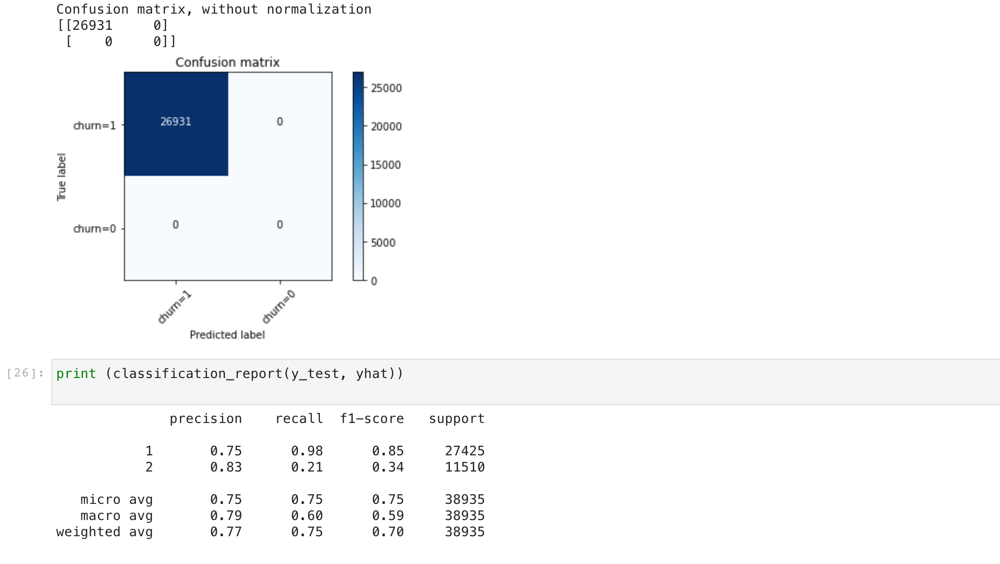 Confusion matrix, without normalization
[[26931     0]
 [    0     0]]
Confusion matrix
25000
26931 0
churn=1
20000
15000
True label
10000
0 0
churn=0
5000
0
churn=1 churn=0
Predicted label
[26]: print (classification_report(y_test, yhat))
precision recall f1-score support
1 0.75 0.98 0.85 27425
2 0.83 0.21 0.34 11510
micro avg 0.75 0.75 0.75 38935
macro avg 0.79 0.60 0.59 38935
weighted avg 0.77 0.75 0.70 38935